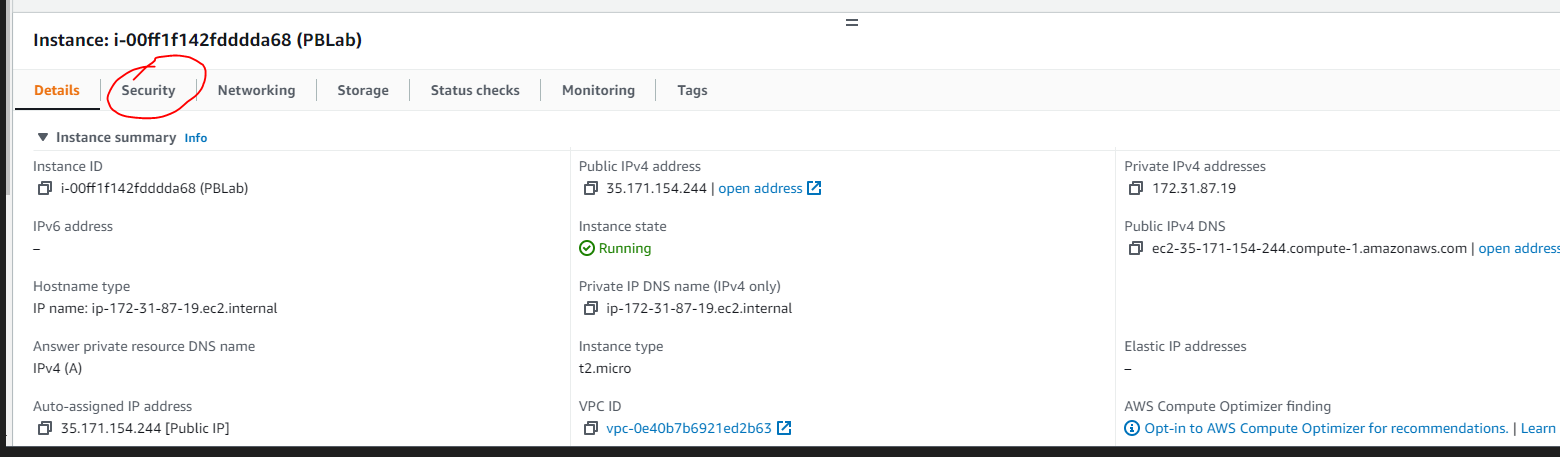 Instance: i-00ff1f142fdddda68 (PBLab)
Details Security Networking Storage Status checks Monitoring Tags
Instance summary Info
Instance ID
i-00ff1f142fdddda68 (PBLab)
Public IPv4 address
35.171.154.244 | open address
Private IPv4 addresses
172.31.87.19
IPv6 address
–
Instance state
Running
Public IPv4 DNS
ec2-35-171-154-244.compute-1.amazonaws.com | open address
Hostname type
IP name: ip-172-31-87-19.ec2.internal
Private IP DNS name (IPv4 only)
ip-172-31-87-19.ec2.internal
Answer private resource DNS name
IPv4 (A)
Instance type
t2.micro
Elastic IP addresses
–
Auto-assigned IP address
35.171.154.244 [Public IP]
VPC ID
vpc-0e40b7b6921ed2b63
AWS Compute Optimizer finding
Opt-in to AWS Compute Optimizer for recommendations. | Learn